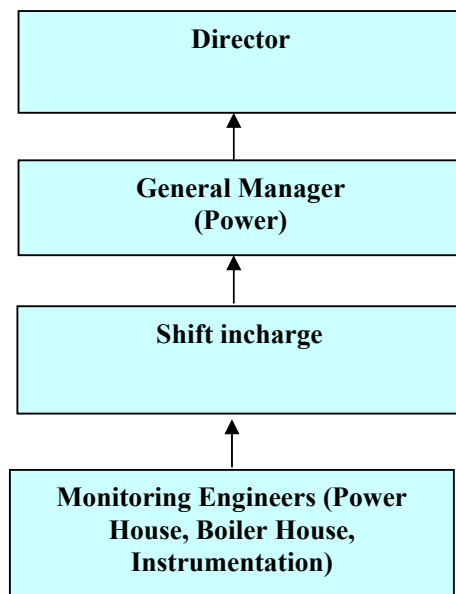 Director
General Manager
(Power)
Shift incharge
Monitoring Engineers (Power
House, Boiler House,
Instrumentation)